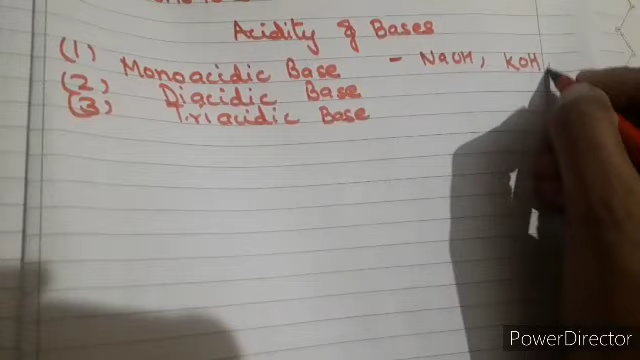 Acidity of Bases
(1) Monoacidic Base - NaOH, KOH
(2) Diacidic Base
(3) Triacidic Base
PowerDirector